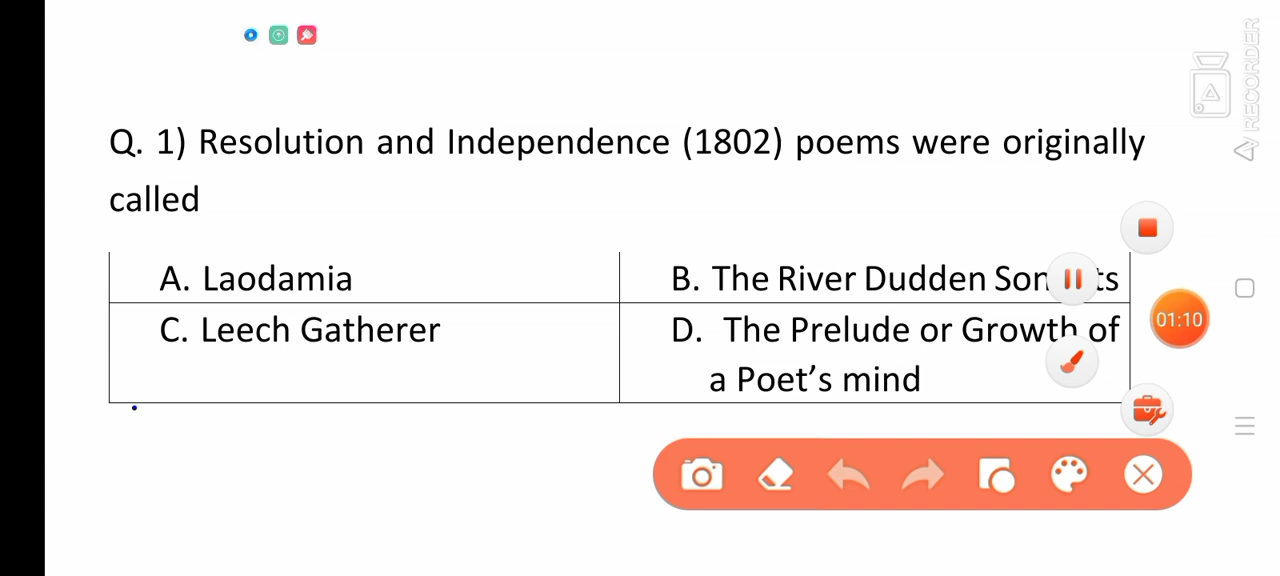 Q. 1) Resolution and Independence (1802) poems were originally
called
A. Laodamia
B. The River Dudden
C. Leech Gatherer
D. The Prelude or Growth of
a Poet's mind
01:10
RECORDER